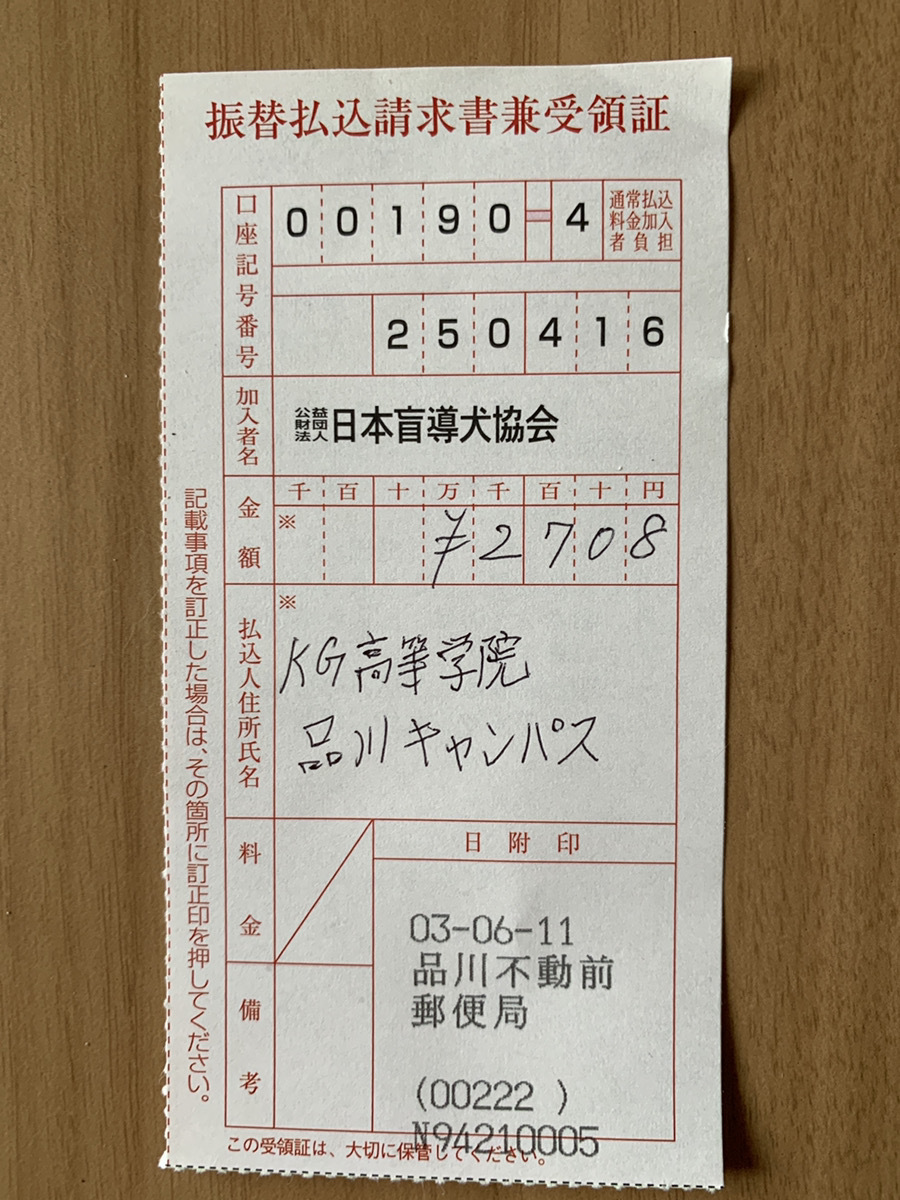 振替払込請求書兼受領証
口座記号番号
00190-4
通常払込
料金加入
者負担
250416
加入者名
公益財団法人 日本盲導犬協会
金額
千 百 十 万 千 百 十 円
※
¥2708
払込人住所氏名
※
KG高等学院
品川キャンパス
料金
日附印
03-06-11
品川不動前
郵便局
(00222 )
N94210005
備考
この受領証は、大切に保管してください。
記載事項を訂正した場合は、その箇所に訂正印を押してください。